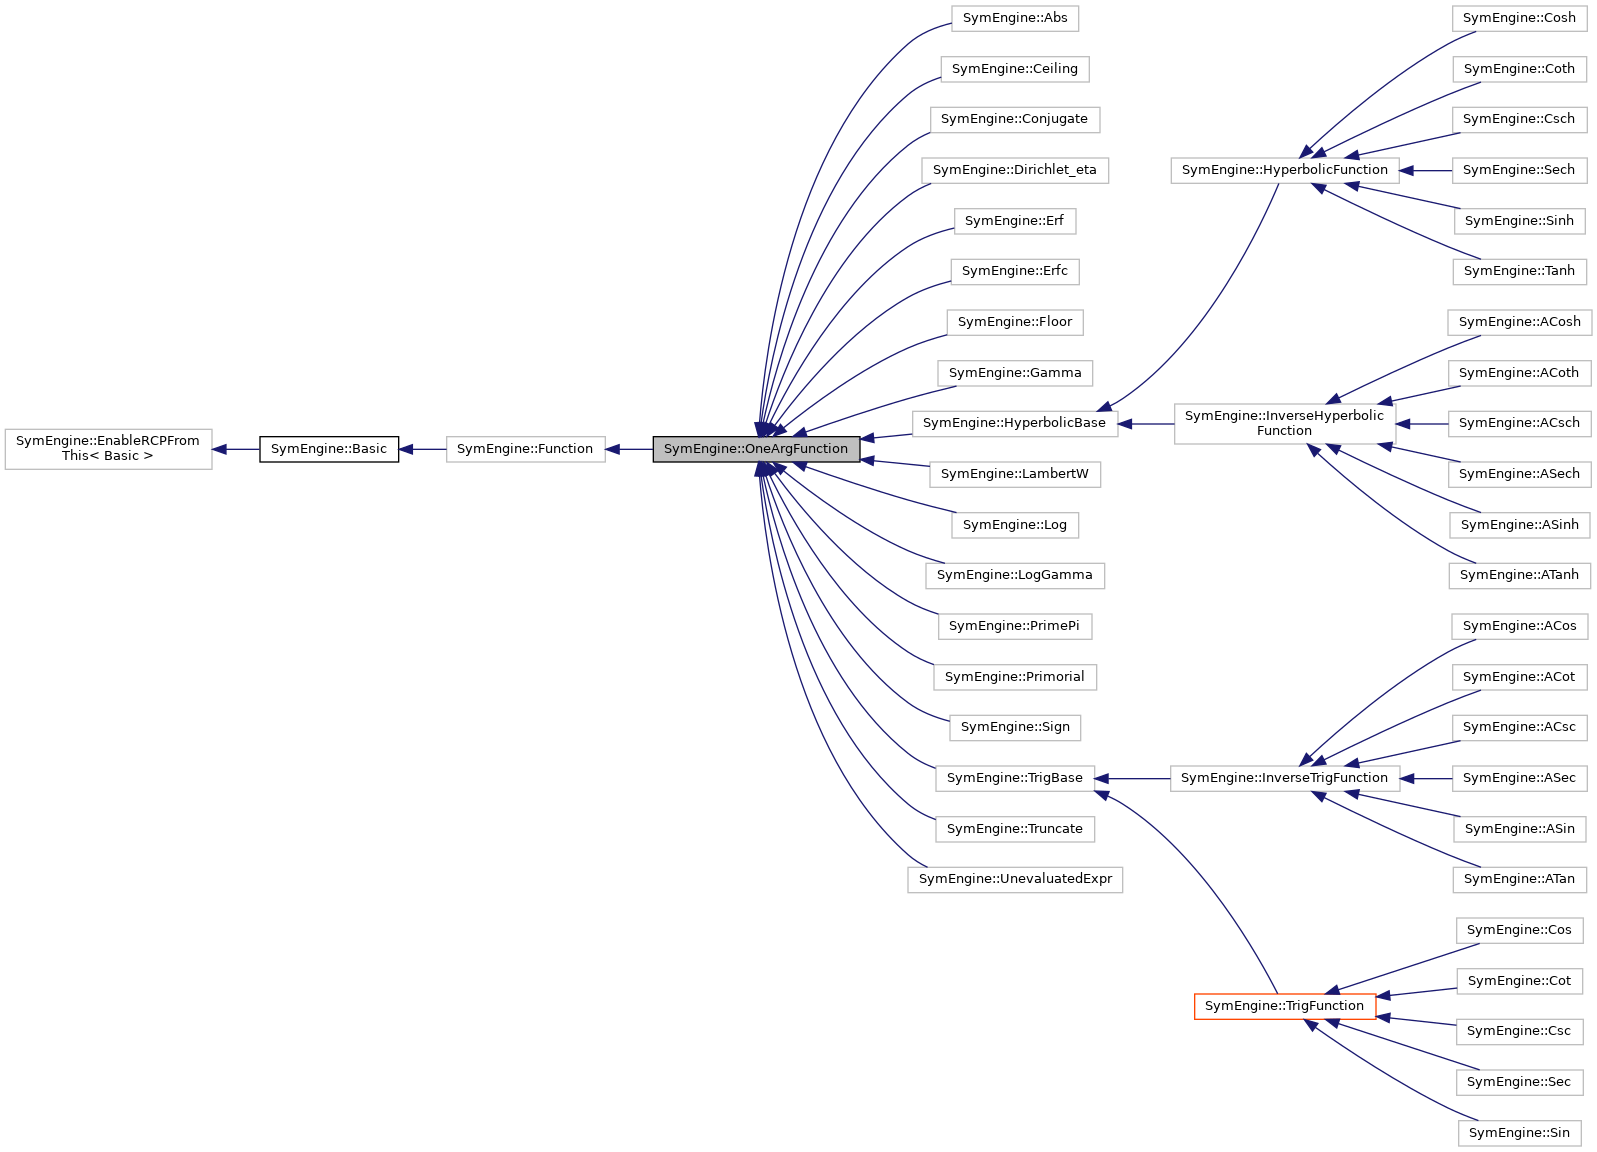 SymEngine::EnableRCPFrom
This< Basic >
SymEngine::Basic
SymEngine::Function
SymEngine::OneArgFunction
SymEngine::Abs
SymEngine::Ceiling
SymEngine::Conjugate
SymEngine::Dirichlet_eta
SymEngine::Erf
SymEngine::Erfc
SymEngine::Floor
SymEngine::Gamma
SymEngine::HyperbolicBase
SymEngine::LambertW
SymEngine::Log
SymEngine::LogGamma
SymEngine::PrimePi
SymEngine::Primorial
SymEngine::Sign
SymEngine::TrigBase
SymEngine::Truncate
SymEngine::UnevaluatedExpr
SymEngine::HyperbolicFunction
SymEngine::InverseHyperbolic
Function
SymEngine::InverseTrigFunction
SymEngine::TrigFunction
SymEngine::Cosh
SymEngine::Coth
SymEngine::Csch
SymEngine::Sech
SymEngine::Sinh
SymEngine::Tanh
SymEngine::ACosh
SymEngine::ACoth
SymEngine::ACsch
SymEngine::ASech
SymEngine::ASinh
SymEngine::ATanh
SymEngine::ACos
SymEngine::ACot
SymEngine::ACsc
SymEngine::ASec
SymEngine::ASin
SymEngine::ATan
SymEngine::Cos
SymEngine::Cot
SymEngine::Csc
SymEngine::Sec
SymEngine::Sin